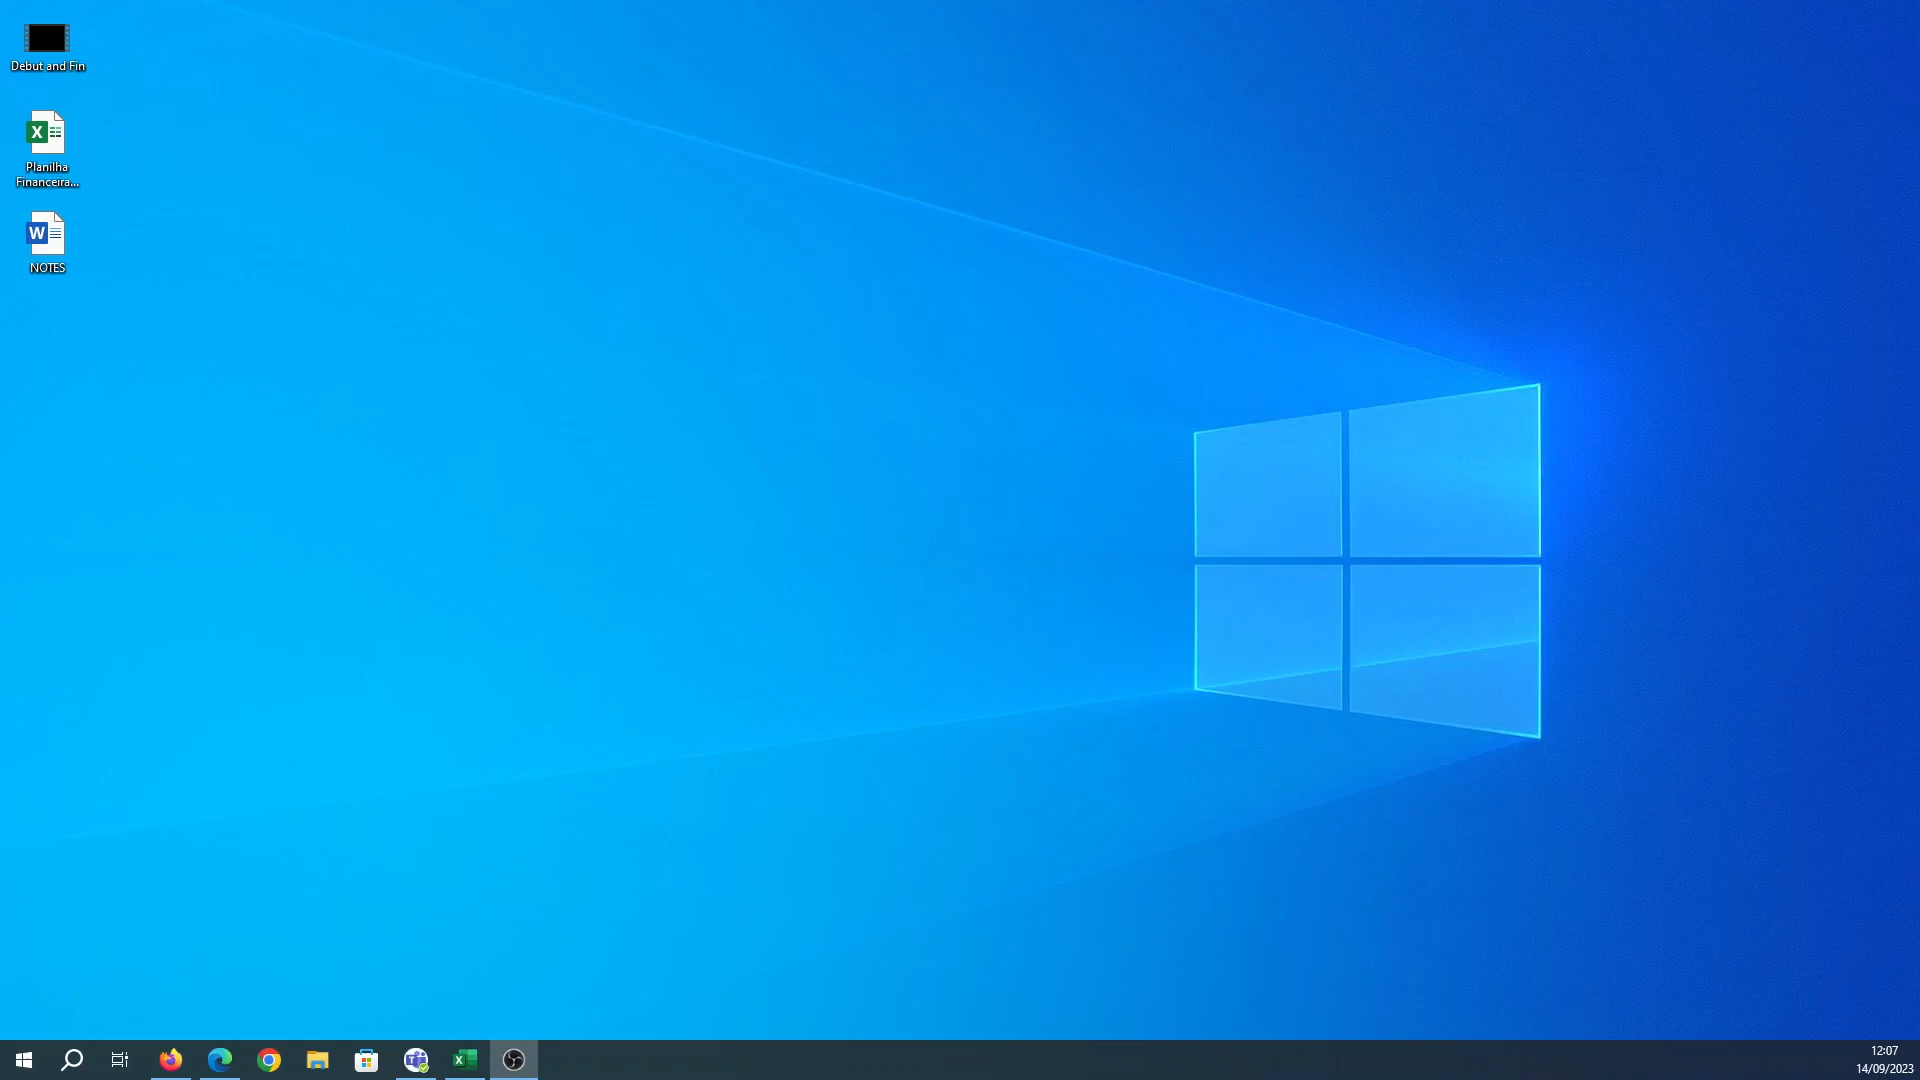 Debut and Fin
Planilha
Financeira...
NOTES
12:07
14/09/2023